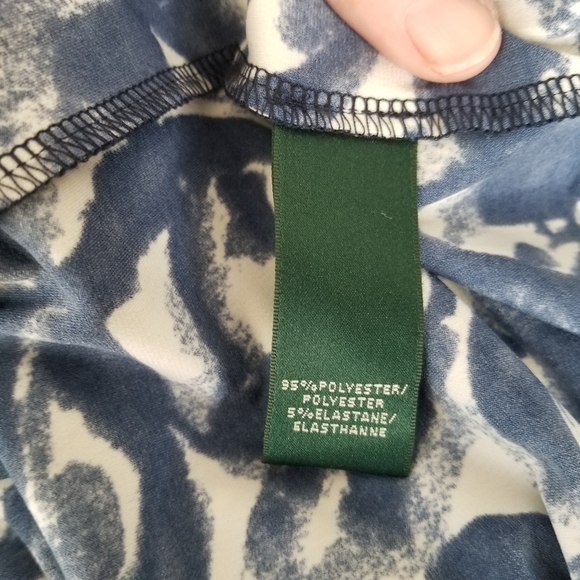 95%POLYESTER/
POLYESTER
5%ELASTANE/
ELASTHANNE